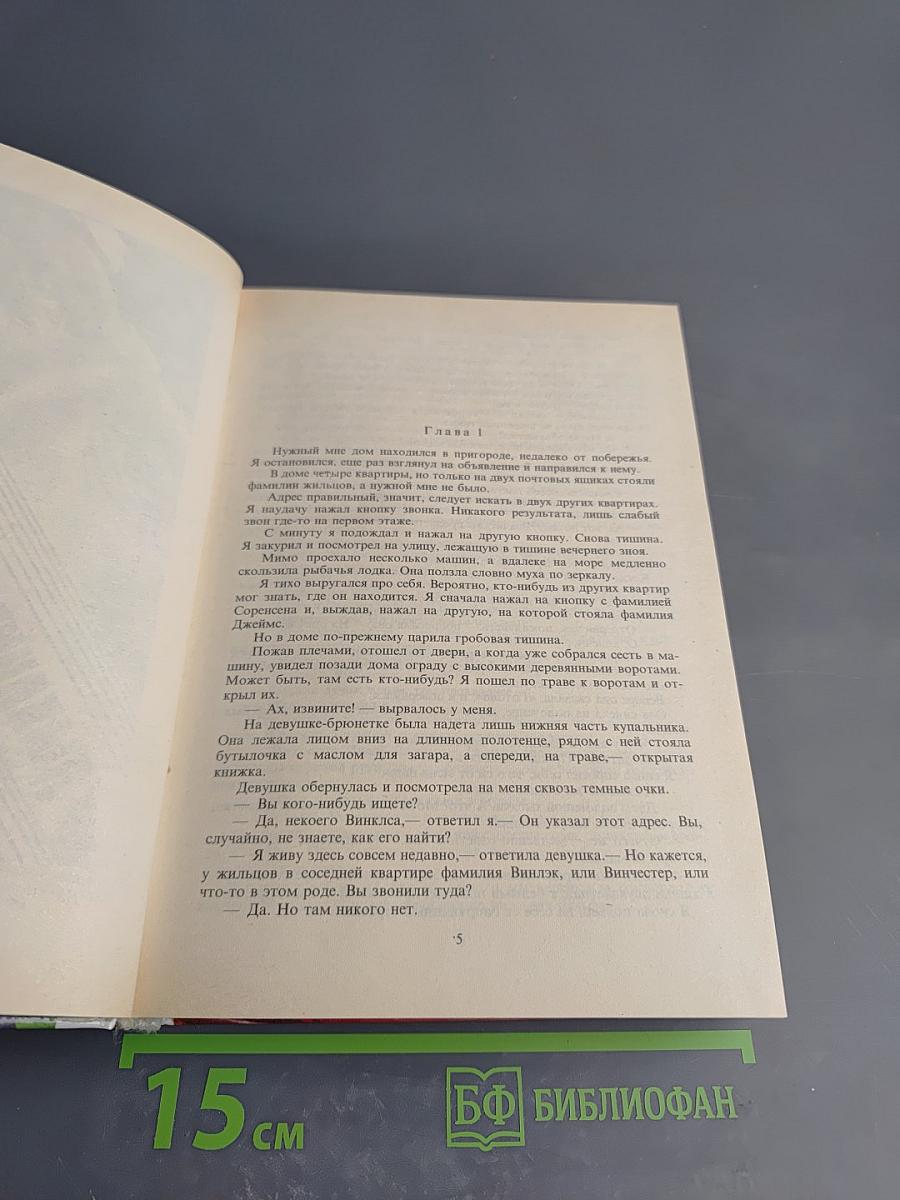 Глава 1
Нужный мне дом находился в пригороде, недалеко от побережья.
Я остановился, еще раз взглянул на объявление и направился к нему.
В доме четыре квартиры, но только на двух почтовых ящиках стояли
фамилии жильцов, а нужной мне не было.
Адрес правильный, значит, следует искать в двух других квартирах.
Я наудачу нажал кнопку звонка. Никакого результата, лишь слабый
звон где-то на первом этаже.
С минуту я подождал и нажал на другую кнопку. Снова тишина.
Я закурил и посмотрел на улицу, лежащую в тишине вечернего зноя.
Мимо проехало несколько машин, а вдалеке на море медленно
скользила рыбачья лодка. Она ползла словно муха по зеркалу.
Я тихо выругался про себя. Вероятно, кто-нибудь из других квартир
мог знать, где он находится. Я сначала нажал на кнопку с фамилией
Соренсена и, выждав, нажал на другую, на которой стояла фамилия
Джеймс.
Но в доме по-прежнему царила гробовая тишина.
Пожав плечами, отошел от двери, а когда уже собрался сесть в ма-
шину, увидел позади дома ограду с высокими деревянными воротами.
Может быть, там есть кто-нибудь? Я пошел по траве к воротам и от-
крыл их.
— Ах, извините! — вырвалось у меня.
На девушке-брюнетке была надета лишь нижняя часть купальника.
Она лежала лицом вниз на длинном полотенце, рядом с ней стояла
бутылочка с маслом для загара, а спереди, на траве,— открытая
книжка.
Девушка обернулась и посмотрела на меня сквозь темные очки.
— Вы кого-нибудь ищете?
— Да, некоего Винклса,— ответил я.— Он указал этот адрес. Вы,
случайно, не знаете, как его найти?
— Я живу здесь совсем недавно,— ответила девушка.— Но кажется,
у жильцов в соседней квартире фамилия Винлэк, или Винчестер, или
что-то в этом роде. Вы звонили туда?
— Да. Но там никого нет.
5
15 см
БФ БИБЛИОФАН